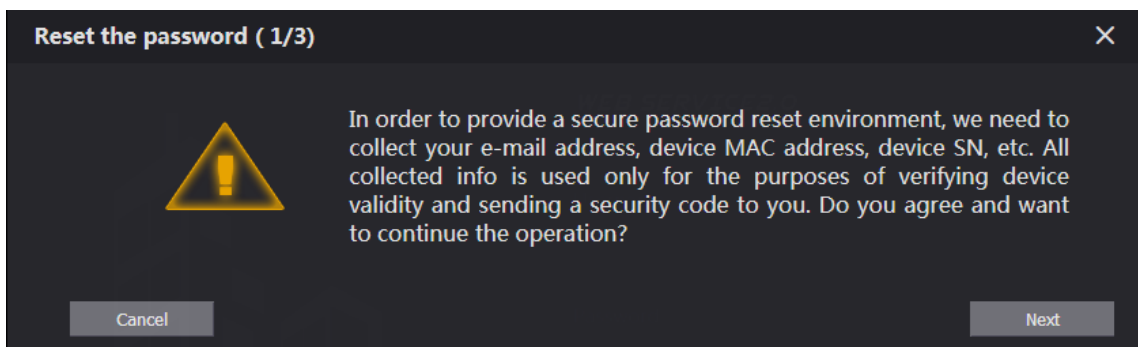 Reset the password ( 1/3)
In order to provide a secure password reset environment, we need to
collect your e-mail address, device MAC address, device SN, etc. All
collected info is used only for the purposes of verifying device
validity and sending a security code to you. Do you agree and want
to continue the operation?
Cancel
Next